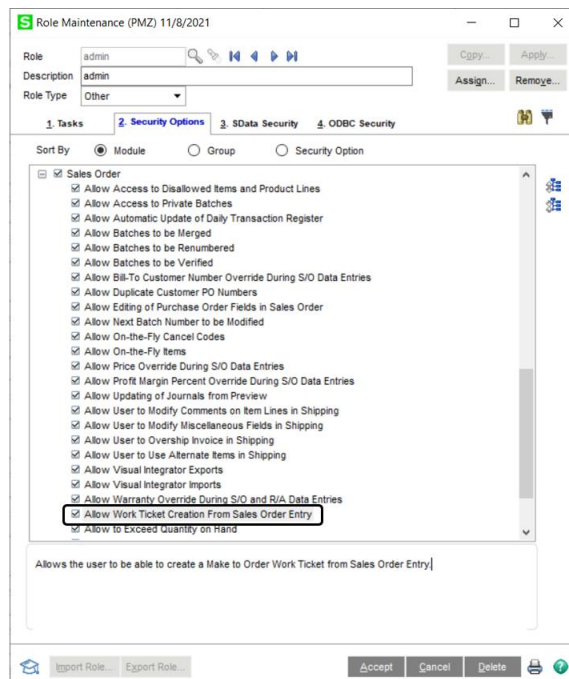 S Role Maintenance (PMZ) 11/8/2021
Role admin
Copy... Apply...
Description admin
Assign... Remove...
Role Type Other
1. Tasks 2. Security Options 3. SData Security 4. ODBC Security
Sort By Module Group Security Option
Sales Order
Allow Access to Disallowed Items and Product Lines
Allow Access to Private Batches
Allow Automatic Update of Daily Transaction Register
Allow Batches to be Merged
Allow Batches to be Renumbered
Allow Batches to be Verified
Allow Bill-To Customer Number Override During S/O Data Entries
Allow Duplicate Customer PO Numbers
Allow Editing of Purchase Order Fields in Sales Order
Allow Next Batch Number to be Modified
Allow On-the-Fly Cancel Codes
Allow On-the-Fly Items
Allow Price Override During S/O Data Entries
Allow Profit Margin Percent Override During S/O Data Entries
Allow Updating of Journals from Preview
Allow User to Modify Comments on Item Lines in Shipping
Allow User to Modify Miscellaneous Fields in Shipping
Allow User to Overship Invoice in Shipping
Allow User to Use Alternate Items in Shipping
Allow Visual Integrator Exports
Allow Visual Integrator Imports
Allow Warranty Override During S/O and R/A Data Entries
Allow Work Ticket Creation From Sales Order Entry
Allow to Exceed Quantity on Hand
Allows the user to be able to create a Make to Order Work Ticket from Sales Order Entry.
Import Role... Export Role... Accept Cancel Delete